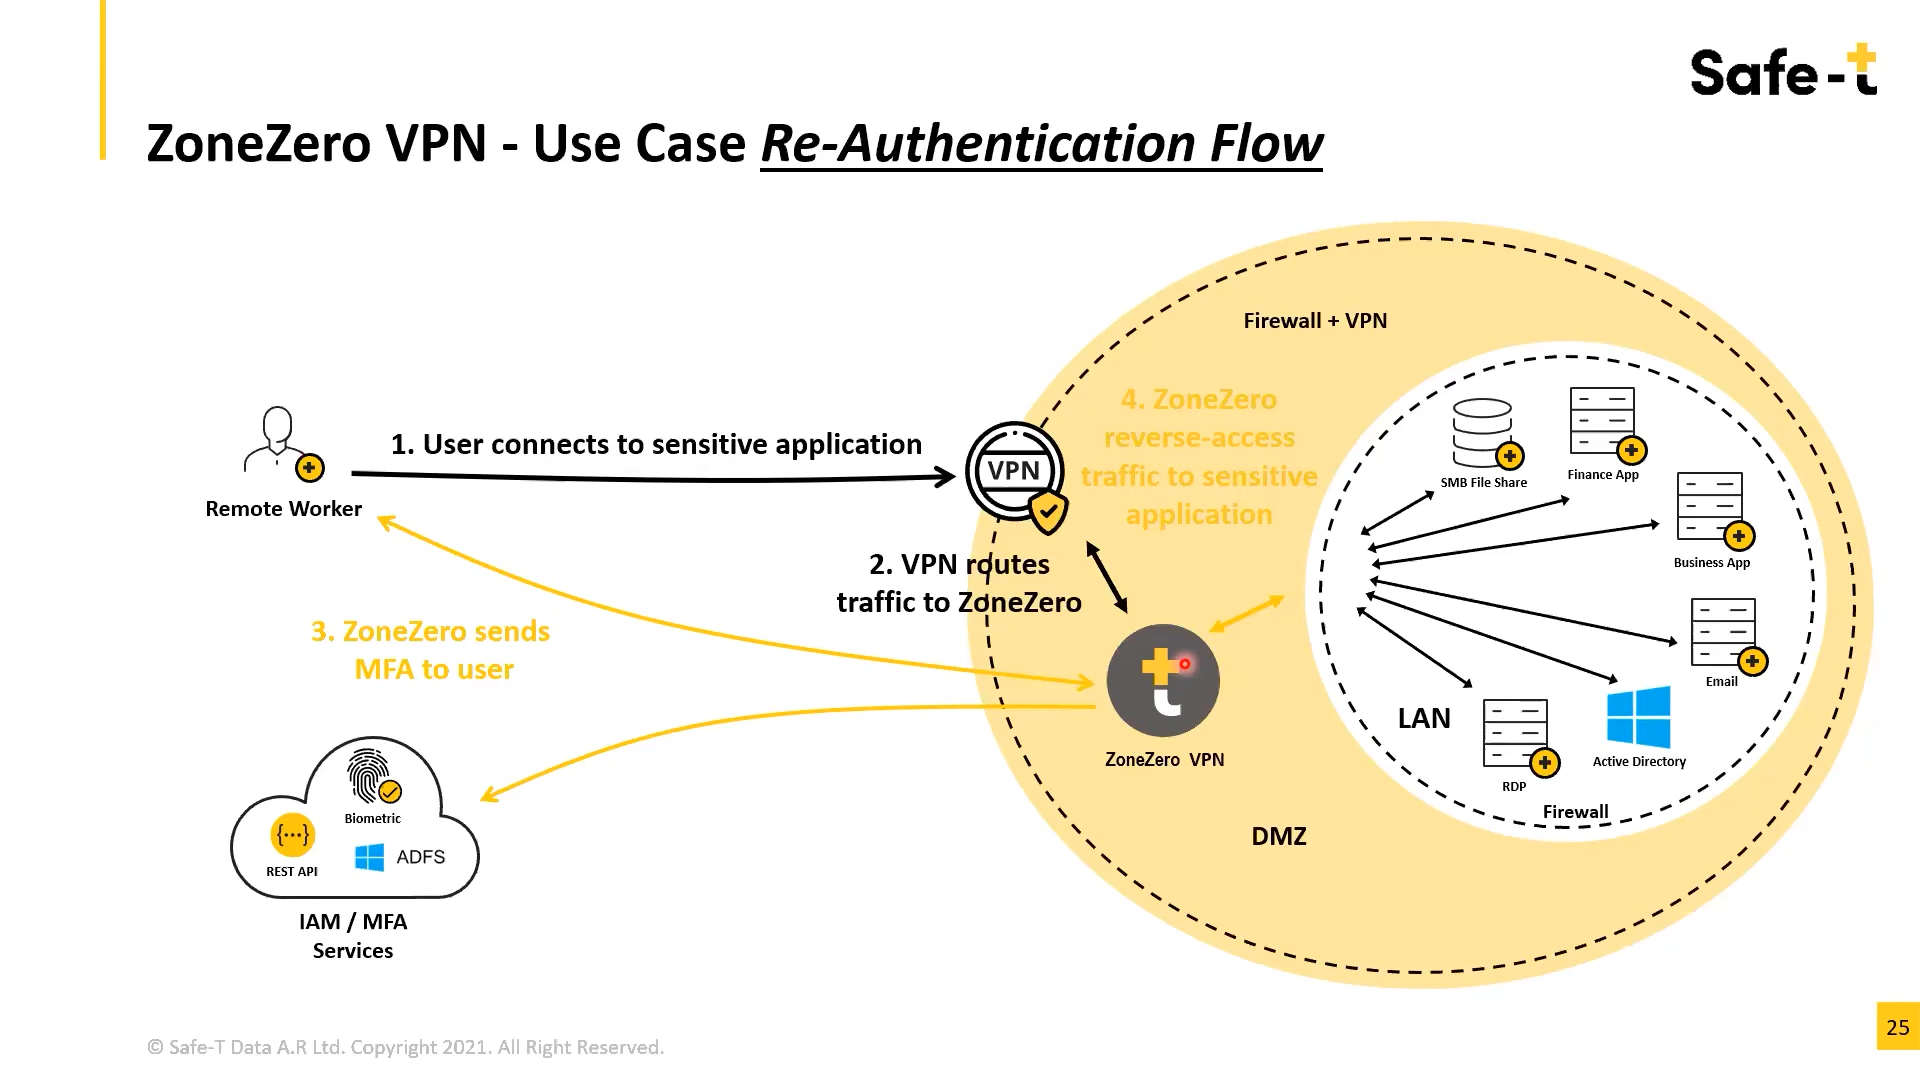 Safe-t
ZoneZero VPN - Use Case Re-Authentication Flow
Firewall + VPN
4. ZoneZero
reverse-access
traffic to sensitive
application
1. User connects to sensitive application
VPN
Remote Worker
2. VPN routes
traffic to ZoneZero
3. ZoneZero sends
MFA to user
SMB File Share
Finance App
Business App
Email
Active Directory
RDP
LAN
Firewall
t
ZoneZero VPN
DMZ
Biometric
{...}
REST API
ADFS
IAM / MFA
Services
© Safe-T Data A.R Ltd. Copyright 2021. All Right Reserved.
25